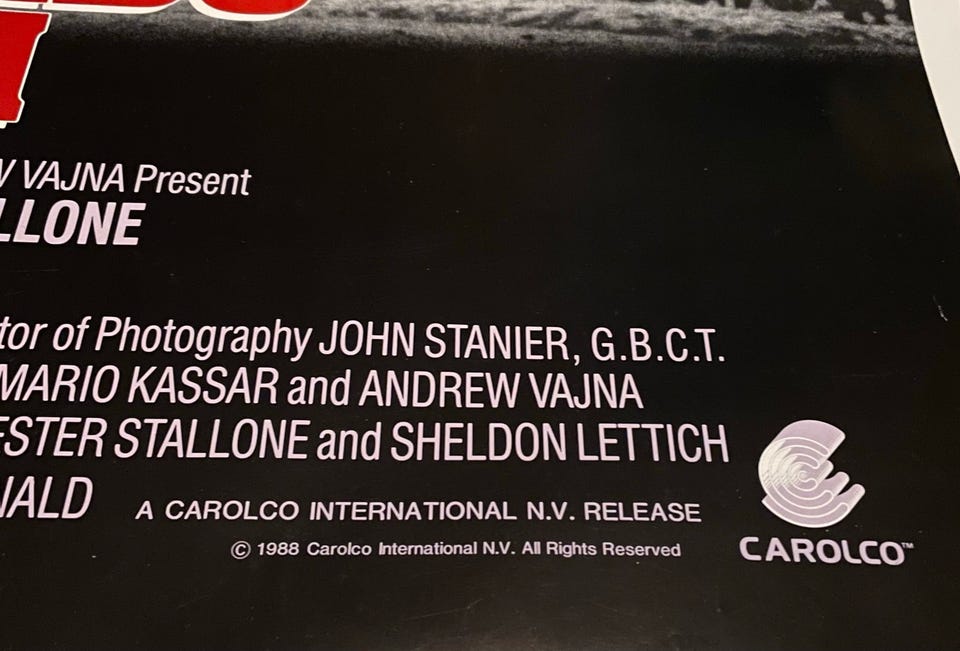 W VAJNA Present
LLONE
tor of Photography JOHN STANIER, G.B.C.T.
MARIO KASSAR and ANDREW VAJNA
ESTER STALLONE and SHELDON LETTICH
NALD
A CAROLCO INTERNATIONAL N.V. RELEASE
© 1988 Carolco International N.V. All Rights Reserved
CAROLCO™